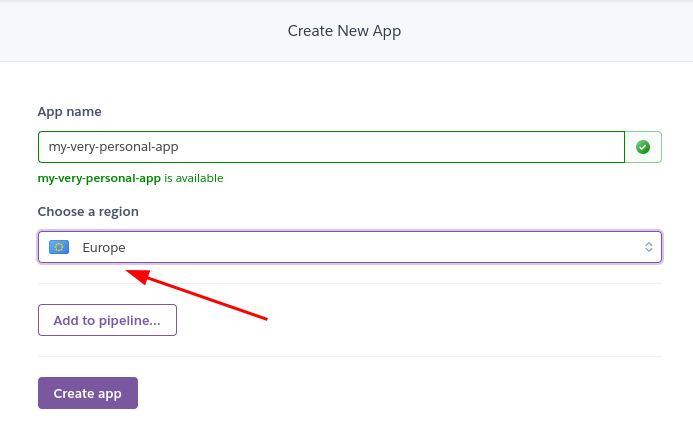 Create New App
App name
my-very-personal-app
my-very-personal-app is available
Choose a region
Europe
Add to pipeline...
Create app